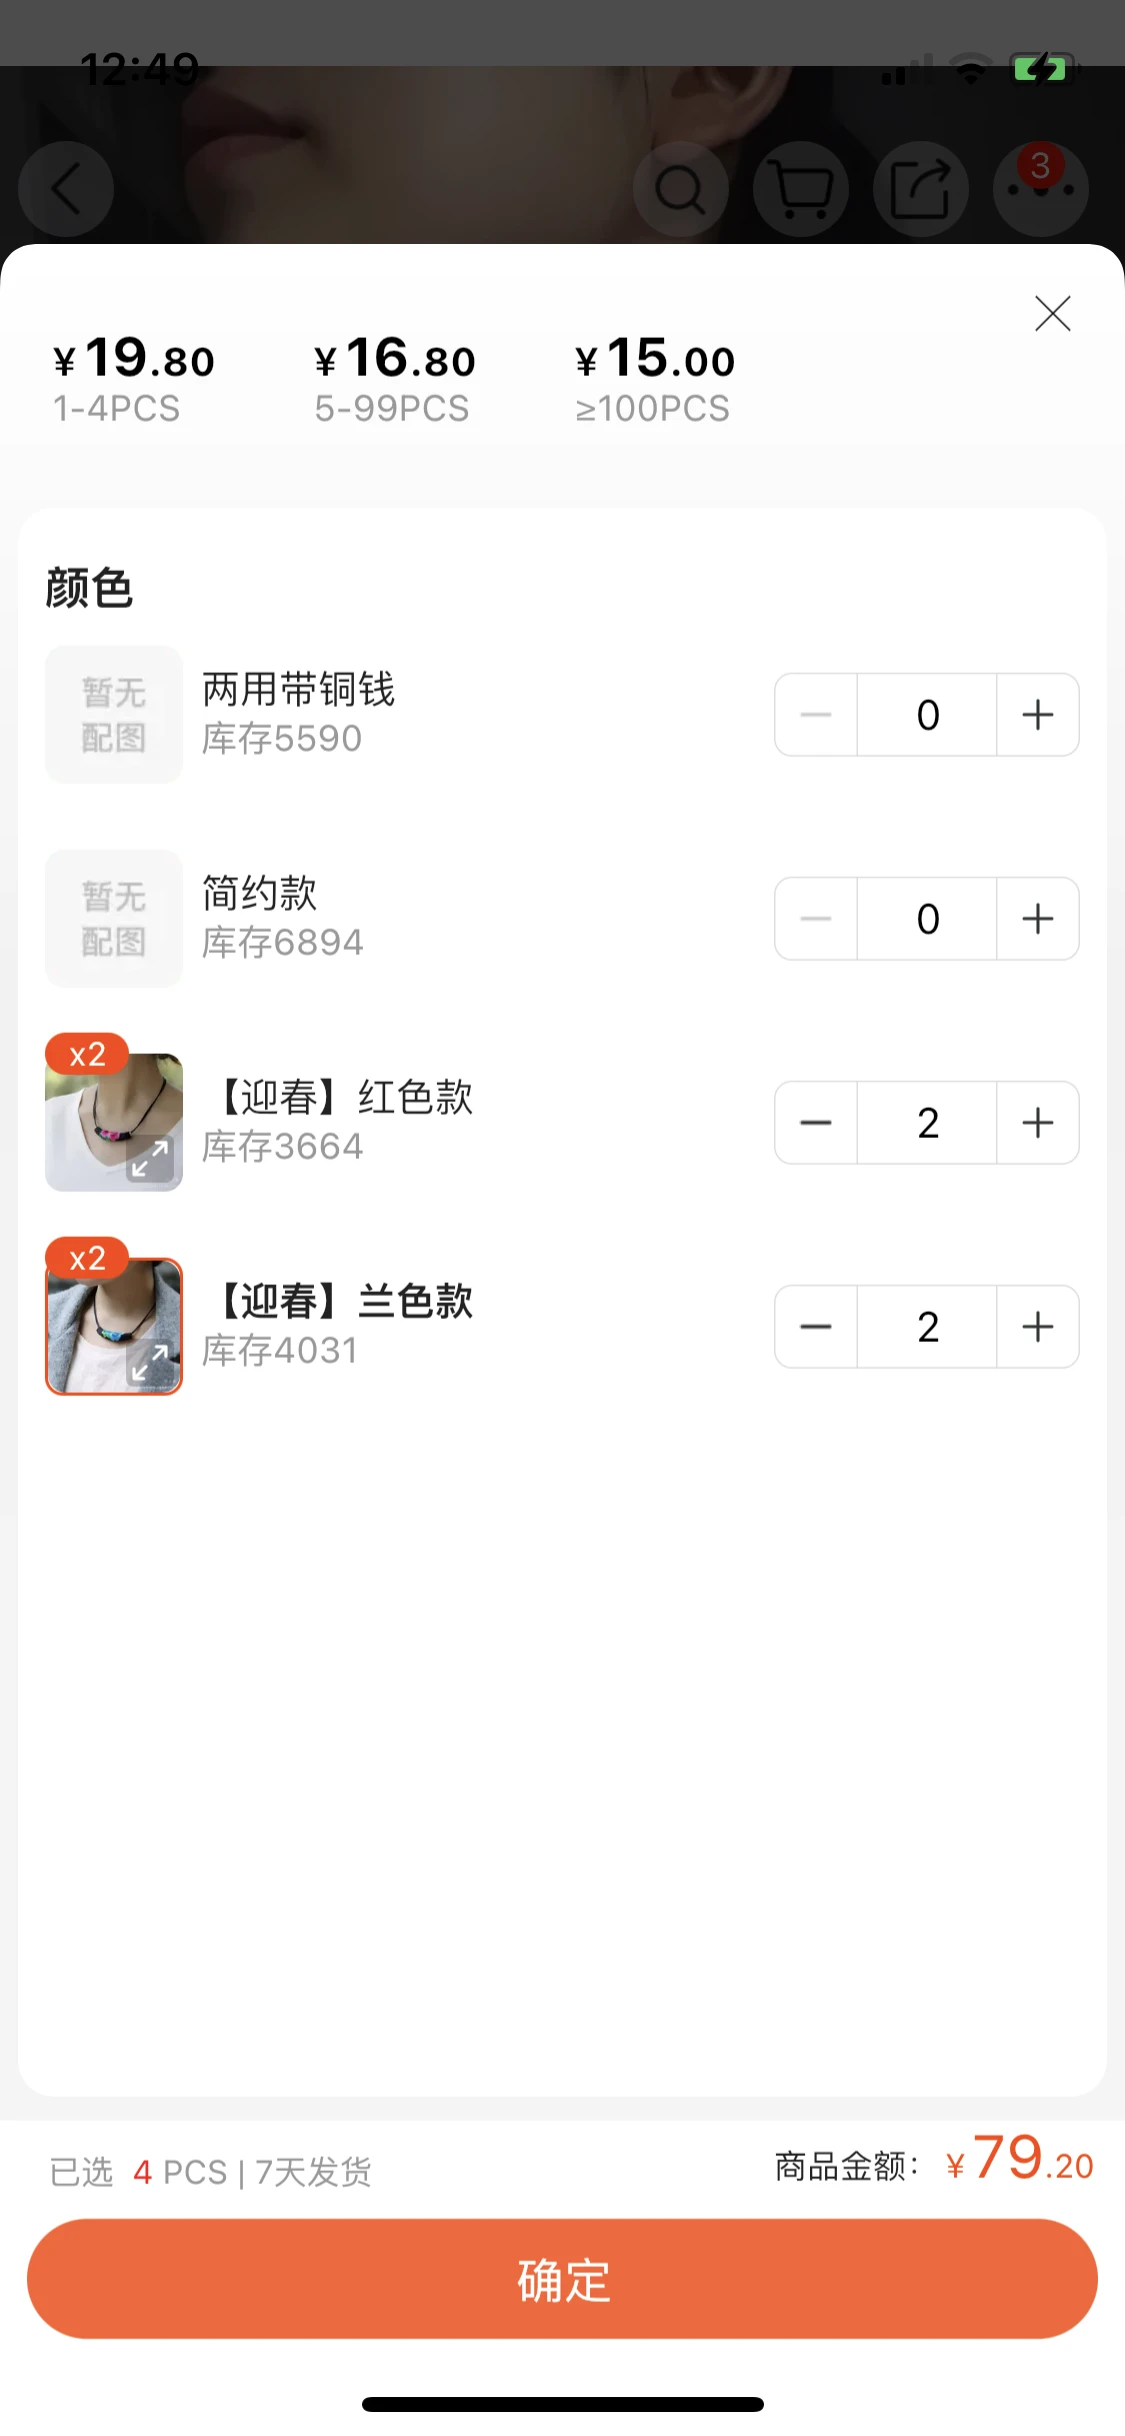 12:49
3
¥19.80
1-4PCS
¥16.80
5-99PCS
¥15.00
≥100PCS
颜色
暂无
配图
两用带铜钱
库存5590
0
暂无
配图
简约款
库存6894
0
x2
【迎春】红色款
库存3664
2
x2
【迎春】兰色款
库存4031
2
已选 4 PCS | 7天发货
商品金额：¥79.20
确定